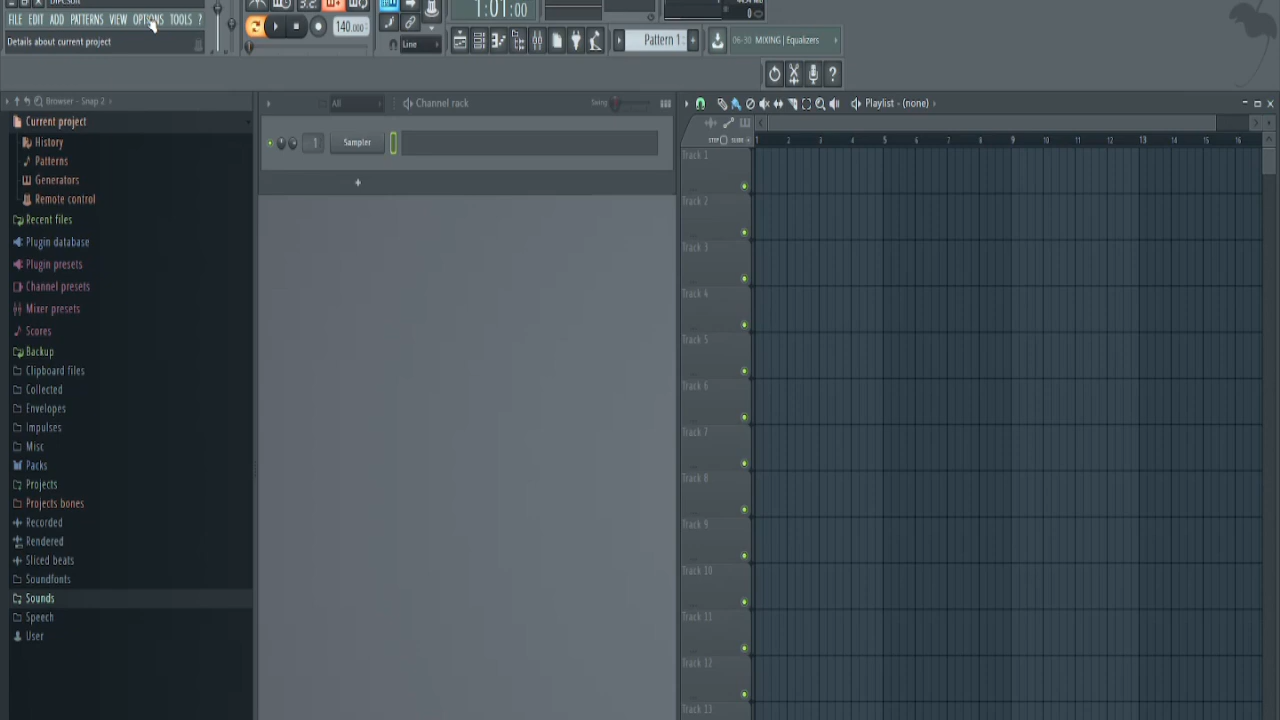 1:01:00
FILE EDIT ADD PATTERNS VIEW OPTIONS TOOLS ?
140.000
Details about current project
Line
Pattern 1
06-30 MIXING | Equalizers
?
Browser - Snap 2
All
Channel rack
Swing
Playlist - (none)
Current project
History
Patterns
Generators
Remote control
Recent files
Plugin database
Plugin presets
Channel presets
Mixer presets
Scores
Backup
Clipboard files
Collected
Envelopes
Impulses
Misc
Packs
Projects
Projects bones
Recorded
Rendered
Sliced beats
Soundfonts
Sounds
Speech
User
1 Sampler
+
STEP SLIDE
1 2 3 4 5 6 7 8 9 10 11 12 13 14 15 16
Track 1
Track 2
Track 3
Track 4
Track 5
Track 6
Track 7
Track 8
Track 9
Track 10
Track 11
Track 12
Track 13